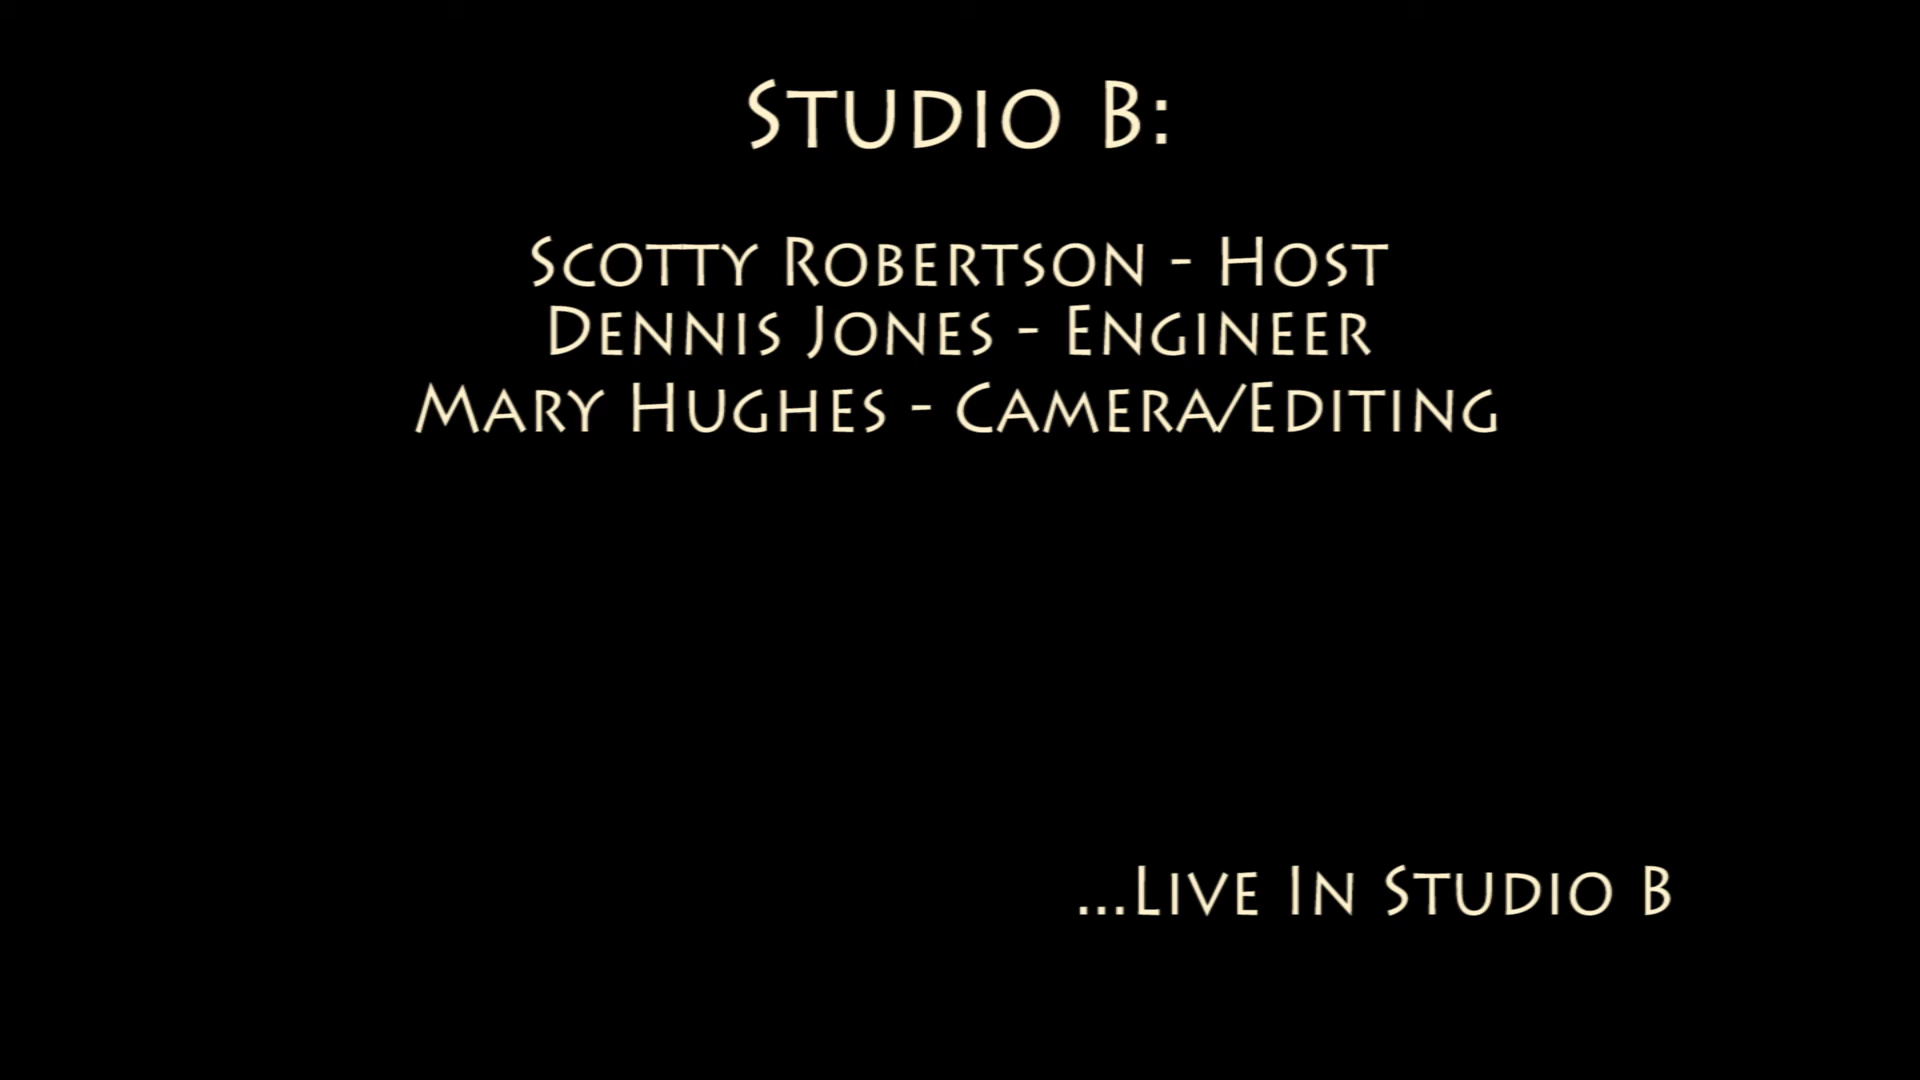 Studio B:
Scotty Robertson - Host
Dennis Jones - Engineer
Mary Hughes - Camera/Editing
...Live In Studio B